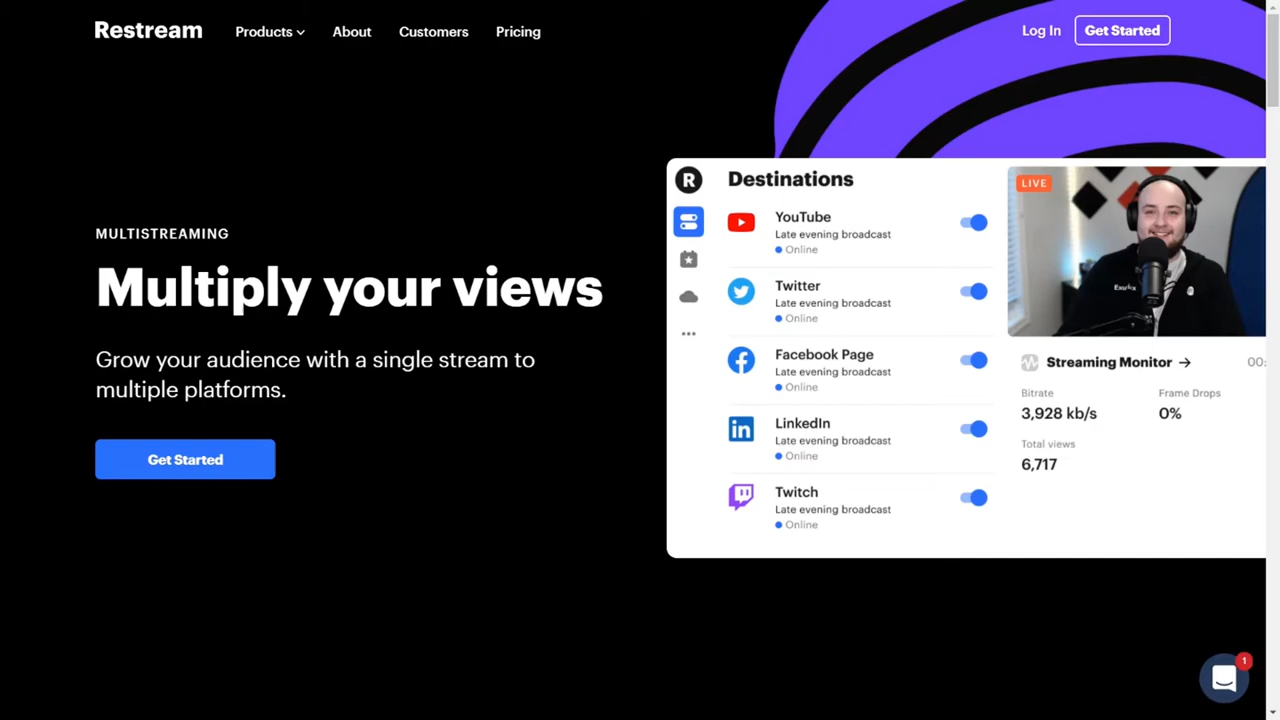 Restream
Products
About
Customers
Pricing
Log In
Get Started
MULTISTREAMING
Multiply your views
Grow your audience with a single stream to
multiple platforms.
Get Started
R
Destinations
YouTube
Late evening broadcast
Online
Twitter
Late evening broadcast
Online
Facebook Page
Late evening broadcast
Online
LinkedIn
Late evening broadcast
Online
Twitch
Late evening broadcast
Online
LIVE
Streaming Monitor → 00:
Bitrate
Frame Drops
3,928 kb/s
0%
Total views
6,717
1